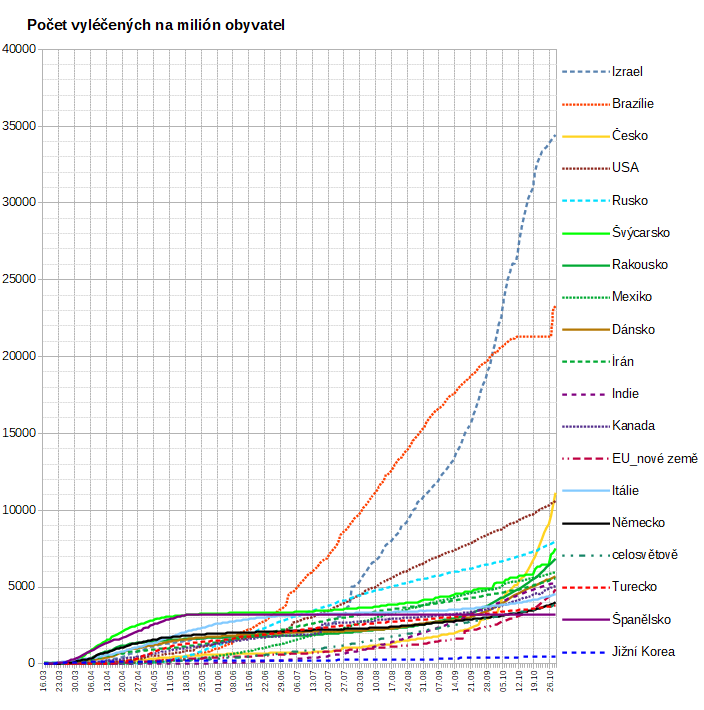 Počet vyléčených na milión obyvatel
40000
35000
30000
25000
20000
15000
10000
5000
0
16.03
23.03
30.03
06.04
13.04
20.04
27.04
04.05
11.05
18.05
25.05
01.06
08.06
15.06
22.06
29.06
06.07
13.07
20.07
27.07
03.08
10.08
17.08
24.08
31.08
07.09
14.09
21.09
28.09
05.10
12.10
19.10
26.10
Izrael
Brazílie
Česko
USA
Rusko
Švýcarsko
Rakousko
Mexiko
Dánsko
Írán
Indie
Kanada
EU_nové země
Itálie
Německo
celosvětově
Turecko
Španělsko
Jižní Korea